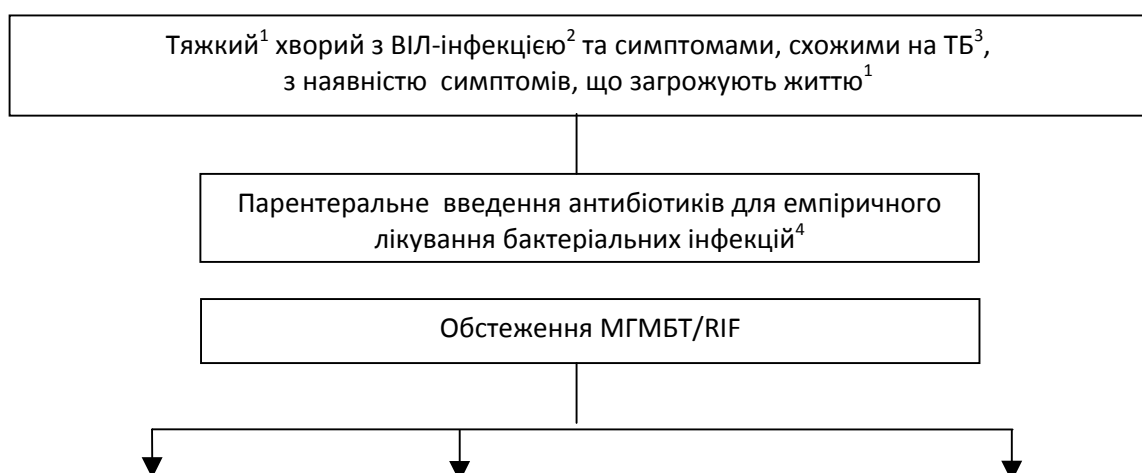 Тяжкий¹ хворий з ВІЛ-інфекцією² та симптомами, схожими на ТБ³,
з наявністю симптомів, що загрожують життю¹
Парентеральне введення антибіотиків для емпіричного
лікування бактеріальних інфекцій⁴
Обстеження МГМБТ/RIF